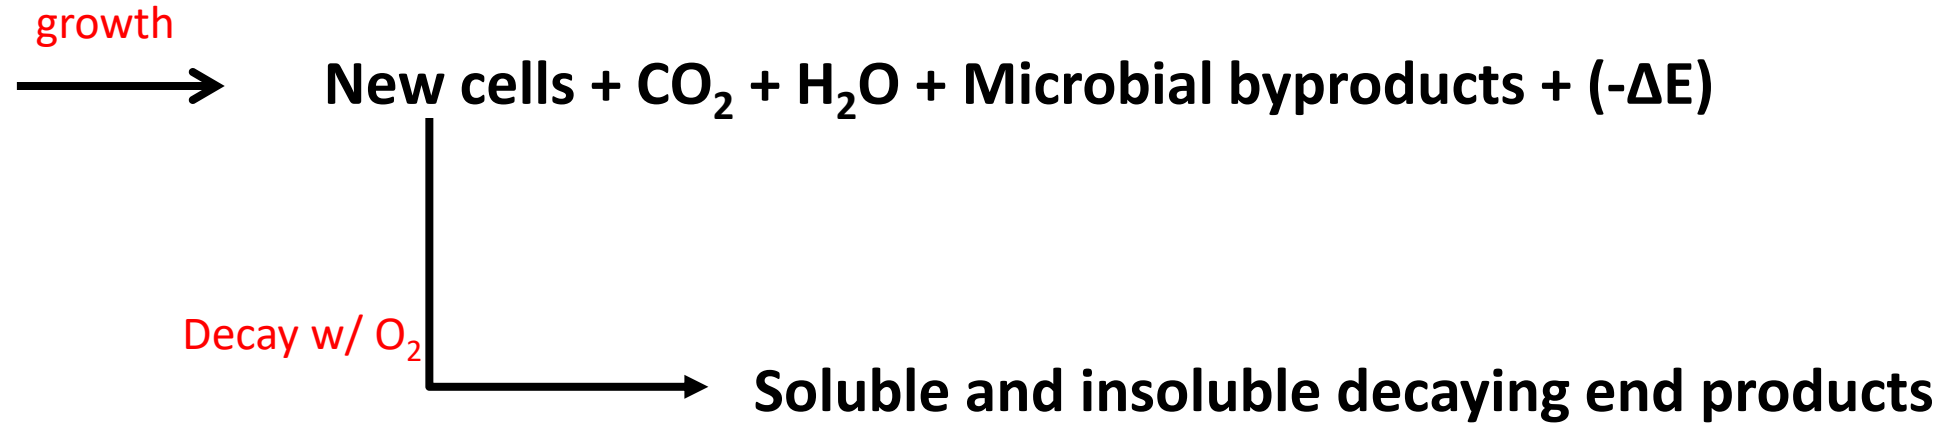 growth
New cells + CO₂ + H₂O + Microbial byproducts + (-ΔE)
Decay w/ O₂
Soluble and insoluble decaying end products